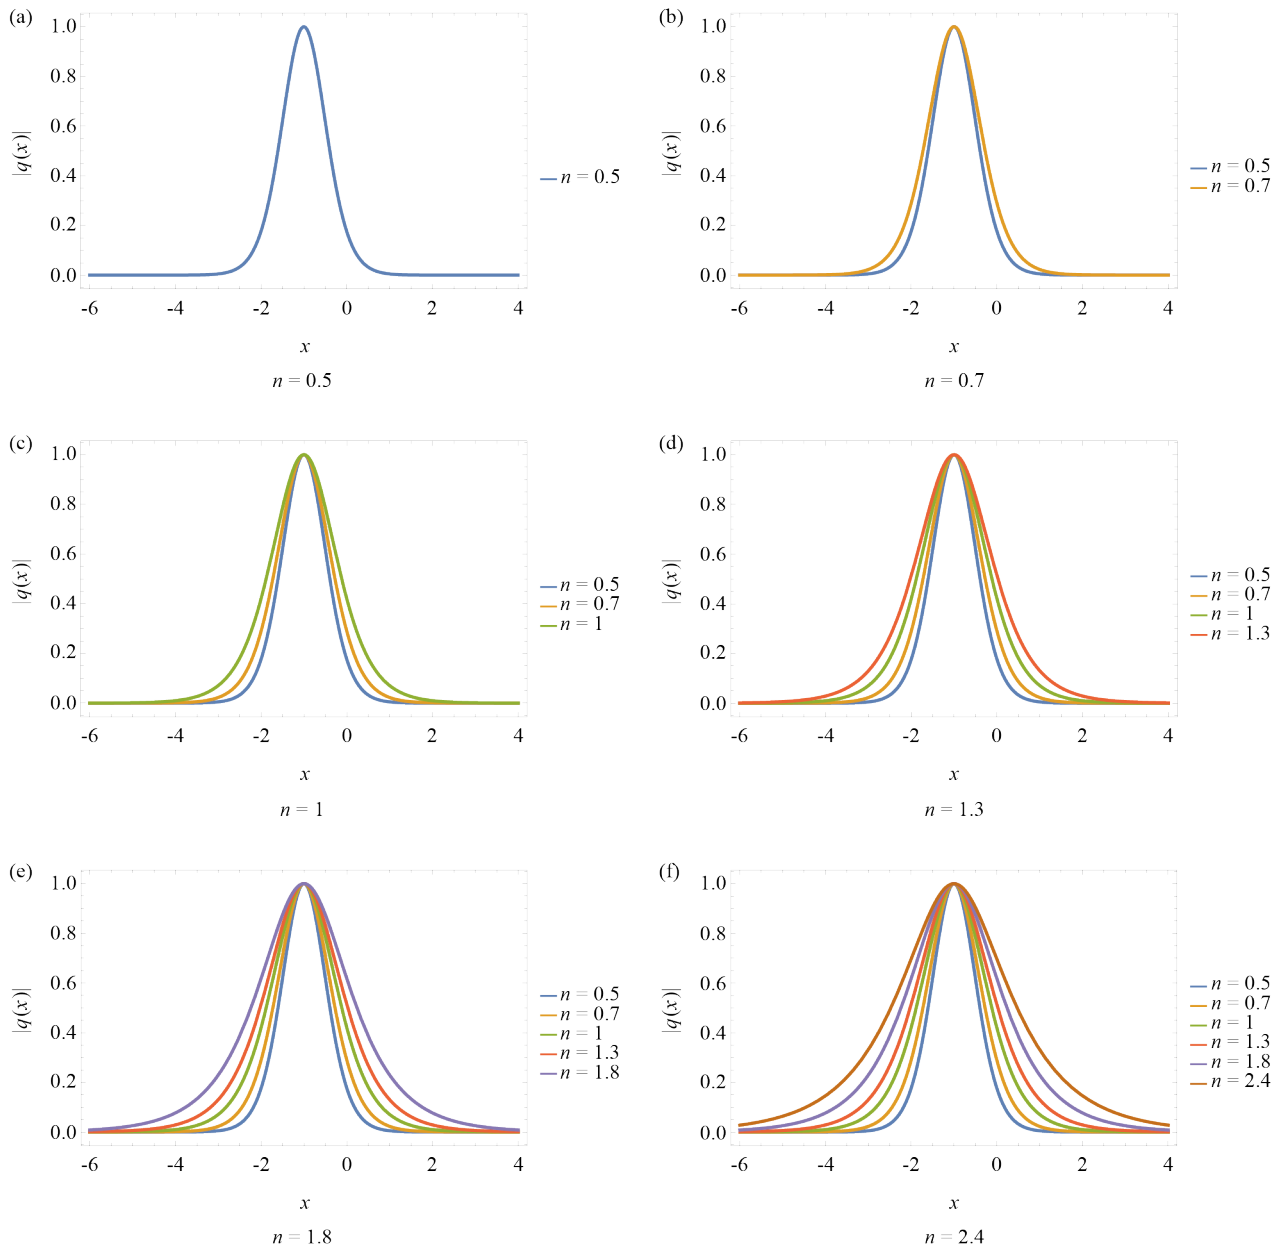 (a)
1.0
0.8
0.6
0.4
0.2
0.0
|q(x)|
-6 -4 -2 0 2 4
x
n = 0.5
n = 0.5
(b)
1.0
0.8
0.6
0.4
0.2
0.0
|q(x)|
-6 -4 -2 0 2 4
x
n = 0.5
n = 0.7
n = 0.7
(c)
1.0
0.8
0.6
0.4
0.2
0.0
|q(x)|
-6 -4 -2 0 2 4
x
n = 0.5
n = 0.7
n = 1
n = 1
(d)
1.0
0.8
0.6
0.4
0.2
0.0
|q(x)|
-6 -4 -2 0 2 4
x
n = 0.5
n = 0.7
n = 1
n = 1.3
n = 1.3
(e)
1.0
0.8
0.6
0.4
0.2
0.0
|q(x)|
-6 -4 -2 0 2 4
x
n = 0.5
n = 0.7
n = 1
n = 1.3
n = 1.8
n = 1.8
(f)
1.0
0.8
0.6
0.4
0.2
0.0
|q(x)|
-6 -4 -2 0 2 4
x
n = 0.5
n = 0.7
n = 1
n = 1.3
n = 1.8
n = 2.4
n = 2.4